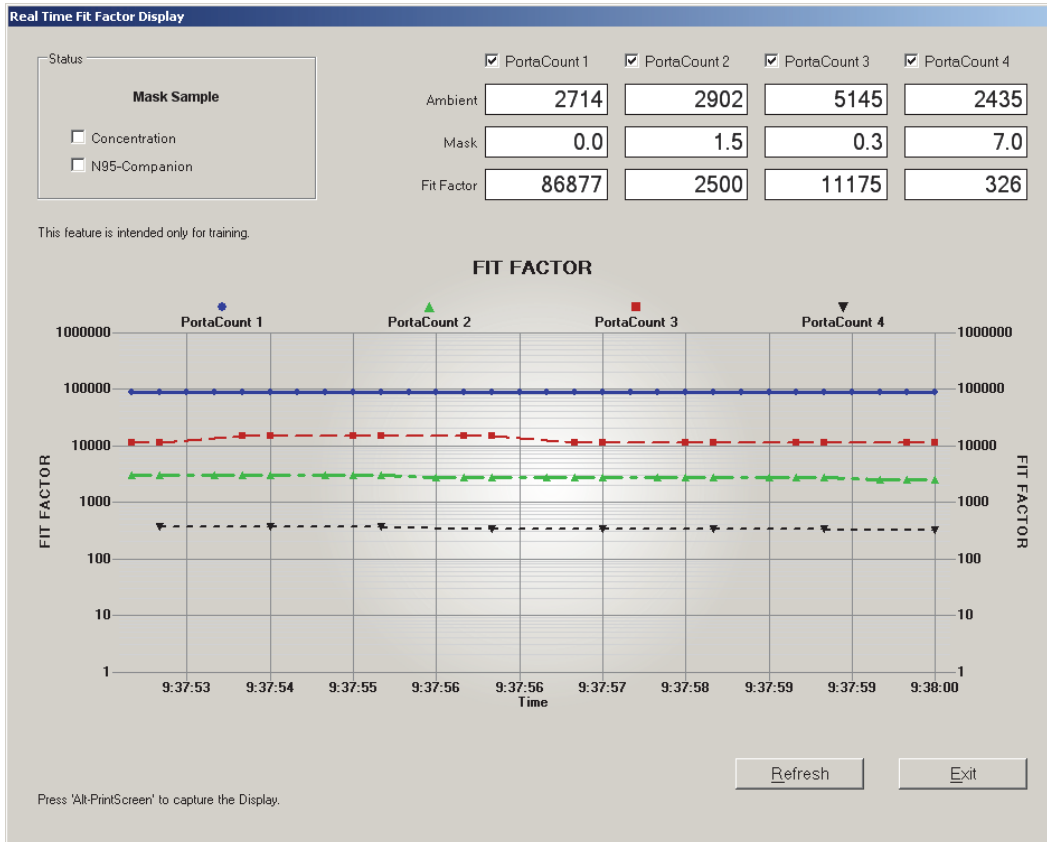 Real Time Fit Factor Display
Status
Mask Sample
Concentration
N95-Companion
PortaCount 1 PortaCount 2 PortaCount 3 PortaCount 4
Ambient 2714 2902 5145 2435
Mask 0.0 1.5 0.3 7.0
Fit Factor 86877 2500 11175 326
This feature is intended only for training.
FIT FACTOR
PortaCount 1 PortaCount 2 PortaCount 3 PortaCount 4
1000000 1000000
100000 100000
10000 10000
1000 1000
100 100
10 10
1 1
FIT FACTOR
FIT FACTOR
9:37:53 9:37:54 9:37:55 9:37:56 9:37:56 9:37:57 9:37:58 9:37:59 9:37:59 9:38:00
Time
Refresh Exit
Press 'Alt-PrintScreen' to capture the Display.